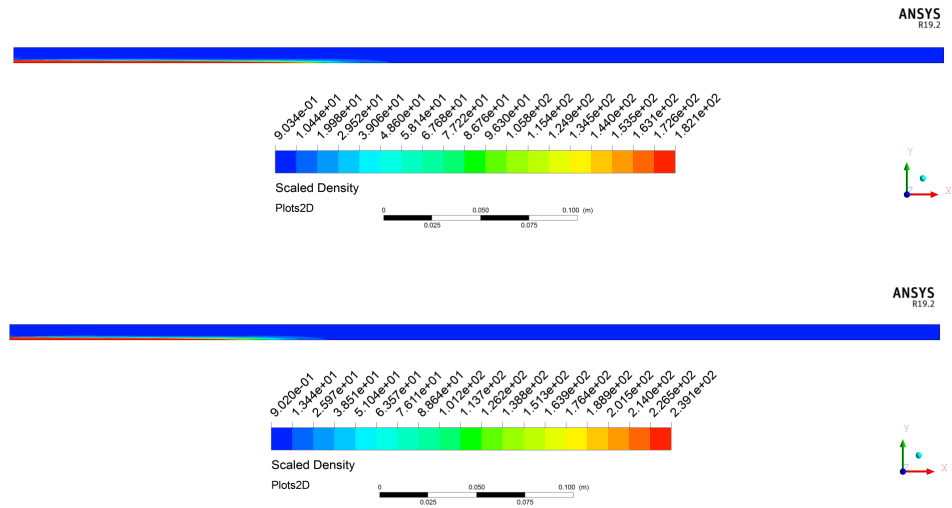 ANSYS
R19.2
9.034e-01 1.044e+01 1.998e+01 2.952e+01 3.906e+01 4.860e+01 5.814e+01 6.768e+01 7.722e+01 8.676e+01 9.630e+01 1.058e+02 1.154e+02 1.249e+02 1.345e+02 1.440e+02 1.535e+02 1.631e+02 1.726e+02 1.821e+02
Scaled Density
Plots2D
0 0.050 0.100 (m)
0.025 0.075
Y
Z X
ANSYS
R19.2
9.020e-01 1.344e+01 2.597e+01 3.851e+01 5.104e+01 6.357e+01 7.611e+01 8.864e+01 1.012e+02 1.137e+02 1.262e+02 1.388e+02 1.513e+02 1.639e+02 1.764e+02 1.889e+02 2.015e+02 2.140e+02 2.265e+02 2.391e+02
Scaled Density
Plots2D
0 0.050 0.100 (m)
0.025 0.075
Y
Z X